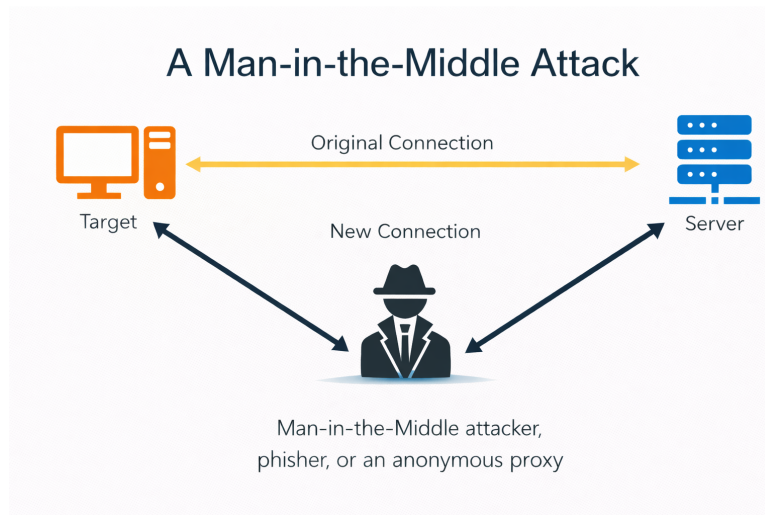 A Man-in-the-Middle Attack
Original Connection
Target
Server
New Connection
Man-in-the-Middle attacker,
phisher, or an anonymous proxy